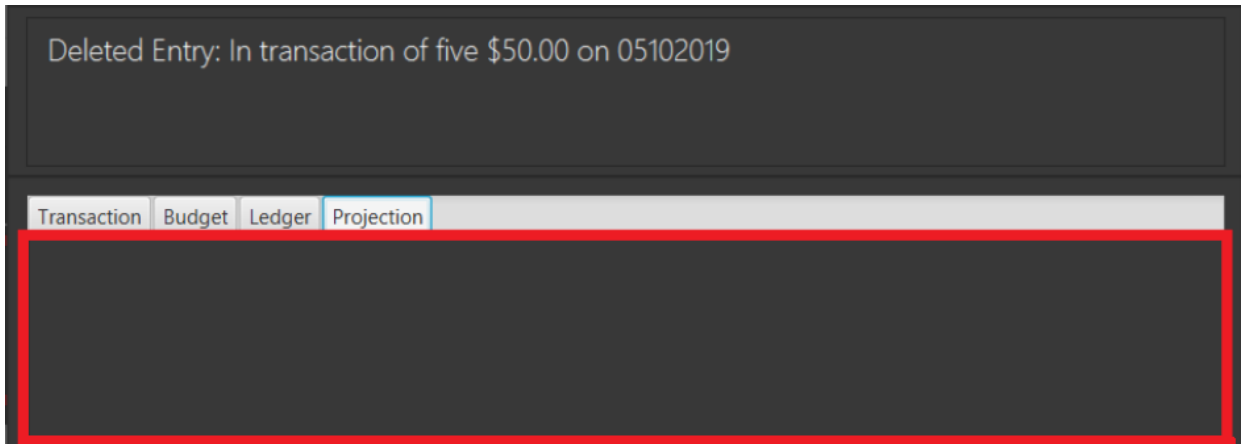 Deleted Entry: In transaction of five $50.00 on 05102019
Transaction Budget Ledger Projection